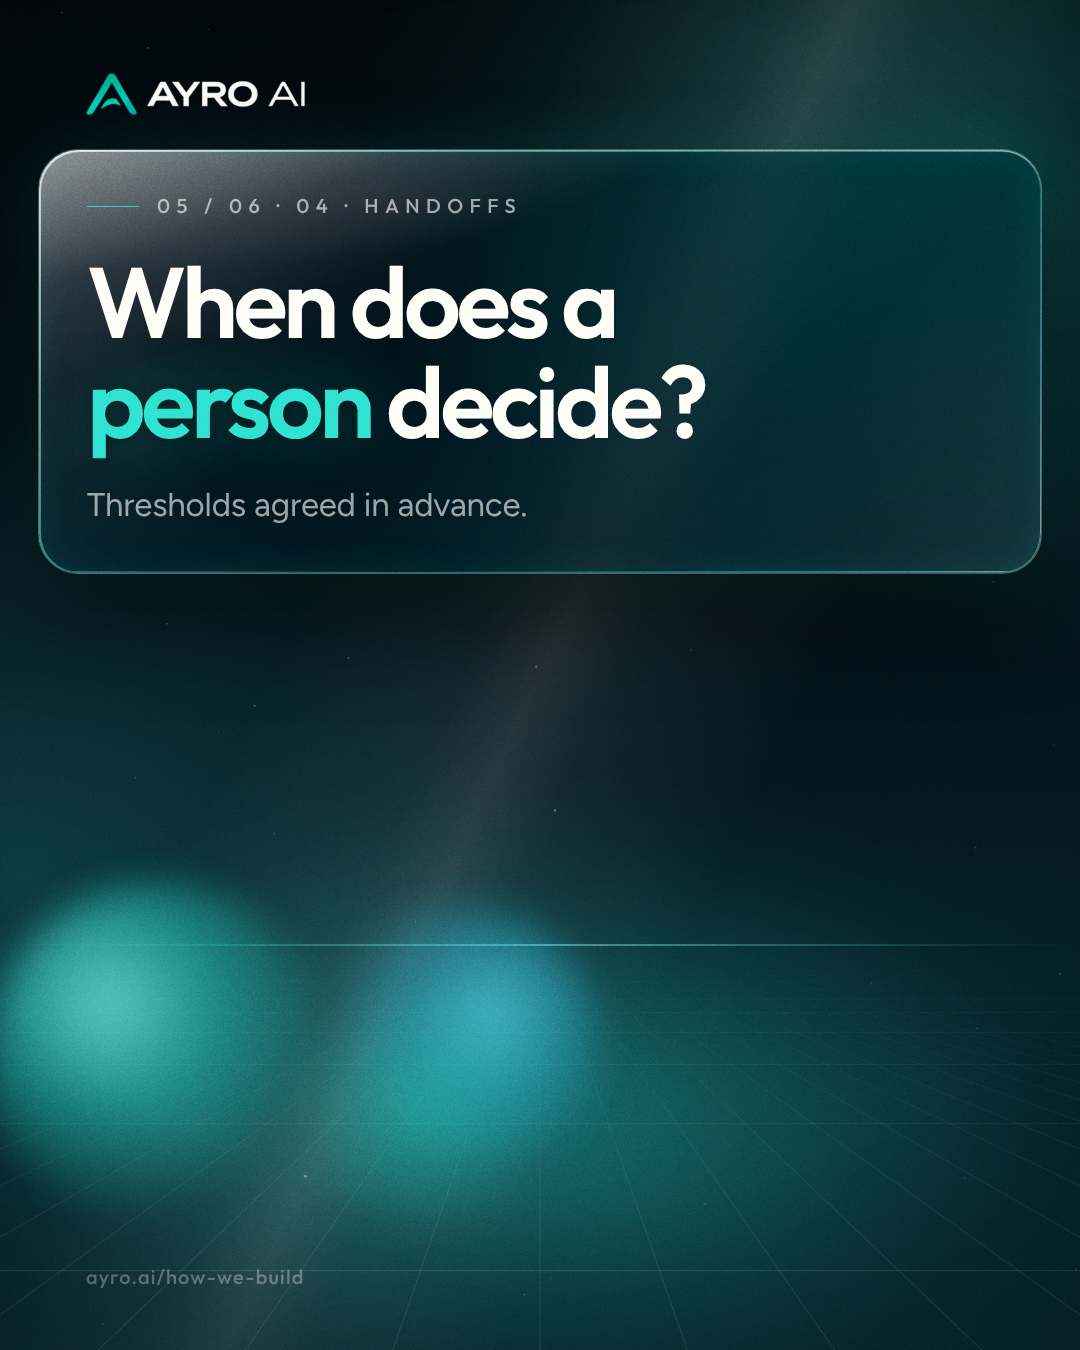 AYRO AI
05 / 06 · 04 · HANDOFFS
When does a
person decide?
Thresholds agreed in advance.
ayro.ai/how-we-build